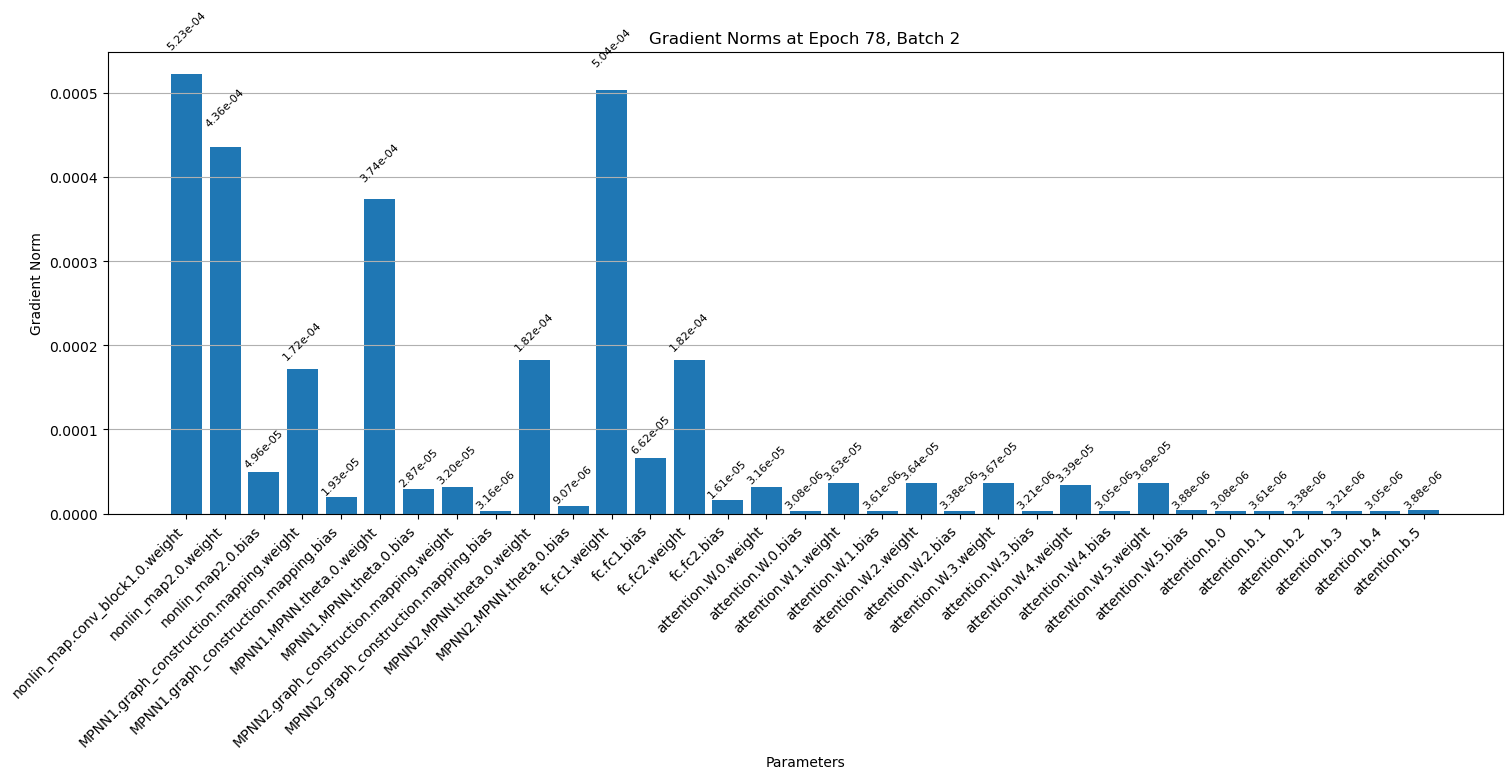 Gradient Norms at Epoch 78, Batch 2
Gradient Norm
0.0005
0.0004
0.0003
0.0002
0.0001
0.0000
5.23e-04
4.36e-04
4.96e-05
1.72e-04
1.93e-05
3.74e-04
2.87e-05
3.20e-05
3.16e-06
1.82e-04
9.07e-06
5.04e-04
6.62e-05
1.82e-04
1.61e-05
3.16e-05
3.08e-06
3.63e-05
3.61e-06
3.64e-05
3.38e-06
3.67e-05
3.21e-06
3.39e-05
3.05e-06
3.69e-05
3.88e-06
3.08e-06
3.61e-06
3.38e-06
3.21e-06
3.05e-06
3.88e-06
nonlin_map.conv_block1.0.weight
nonlin_map2.0.weight
nonlin_map2.0.bias
MPNN1.graph_construction.mapping.weight
MPNN1.graph_construction.mapping.bias
MPNN1.MPNN.theta.0.weight
MPNN1.MPNN.theta.0.bias
MPNN2.graph_construction.mapping.weight
MPNN2.graph_construction.mapping.bias
MPNN2.MPNN.theta.0.weight
MPNN2.MPNN.theta.0.bias
fc.fc1.weight
fc.fc1.bias
fc.fc2.weight
fc.fc2.bias
attention.W.0.weight
attention.W.0.bias
attention.W.1.weight
attention.W.1.bias
attention.W.2.weight
attention.W.2.bias
attention.W.3.weight
attention.W.3.bias
attention.W.4.weight
attention.W.4.bias
attention.W.5.weight
attention.W.5.bias
attention.b.0
attention.b.1
attention.b.2
attention.b.3
attention.b.4
attention.b.5
Parameters